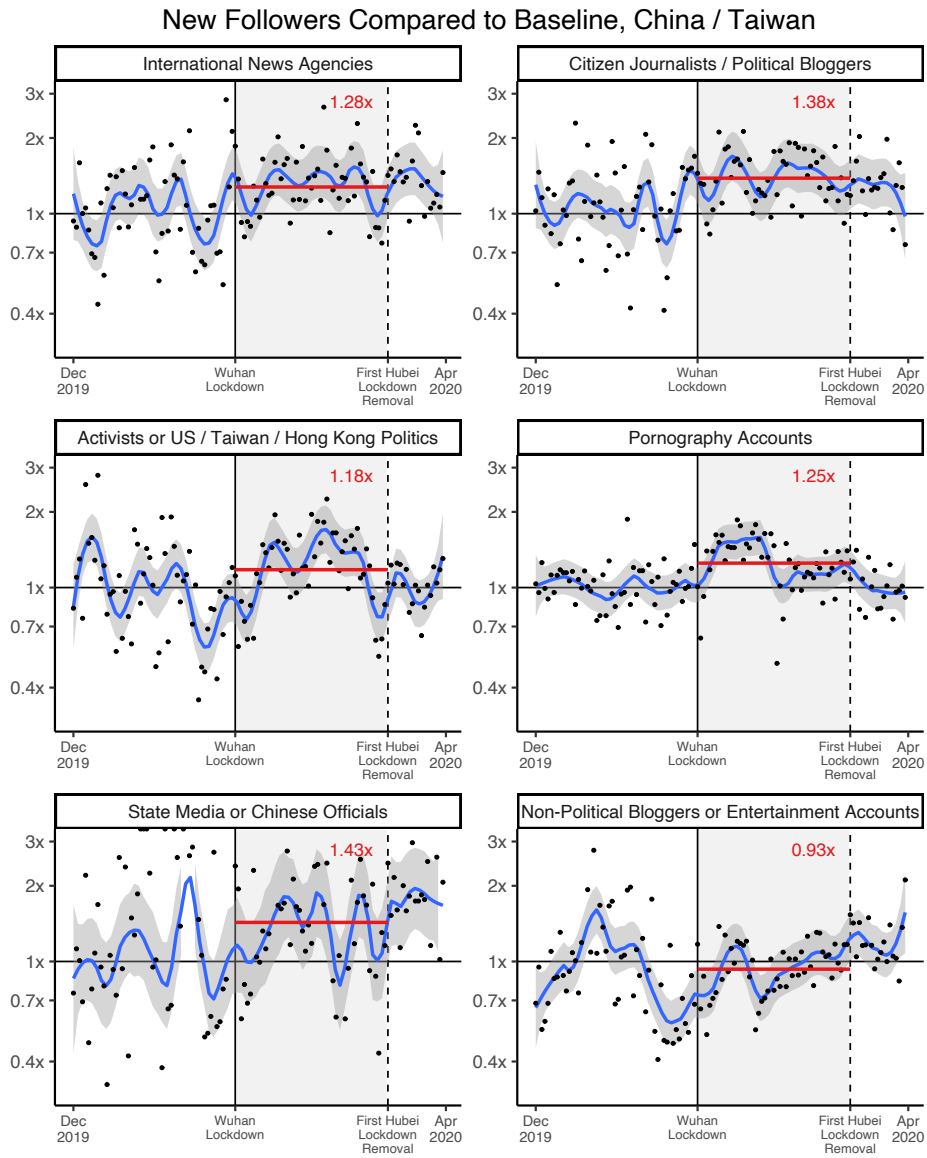 New Followers Compared to Baseline, China / Taiwan
International News Agencies
3x
2x
1x
0.7x
0.4x
1.28x
Dec
2019
Wuhan
Lockdown
First Hubei
Lockdown
Removal
Apr
2020
Citizen Journalists / Political Bloggers
3x
2x
1x
0.7x
0.4x
1.38x
Dec
2019
Wuhan
Lockdown
First Hubei
Lockdown
Removal
Apr
2020
Activists or US / Taiwan / Hong Kong Politics
3x
2x
1x
0.7x
0.4x
1.18x
Dec
2019
Wuhan
Lockdown
First Hubei
Lockdown
Removal
Apr
2020
Pornography Accounts
3x
2x
1x
0.7x
0.4x
1.25x
Dec
2019
Wuhan
Lockdown
First Hubei
Lockdown
Removal
Apr
2020
State Media or Chinese Officials
3x
2x
1x
0.7x
0.4x
1.43x
Dec
2019
Wuhan
Lockdown
First Hubei
Lockdown
Removal
Apr
2020
Non-Political Bloggers or Entertainment Accounts
3x
2x
1x
0.7x
0.4x
0.93x
Dec
2019
Wuhan
Lockdown
First Hubei
Lockdown
Removal
Apr
2020